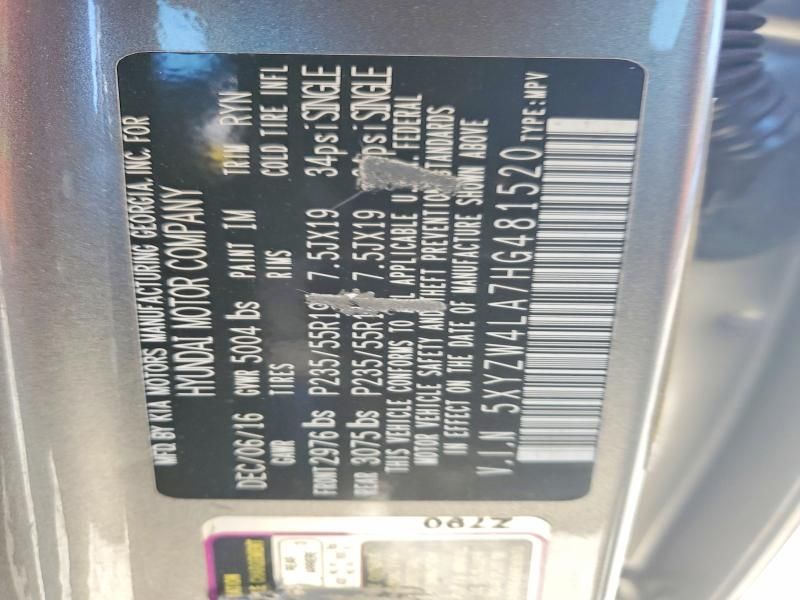 MFD BY KIA MOTORS MANUFACTURING GEORGIA, INC. FOR
HYUNDAI MOTOR COMPANY
DEC/06/16 GVWR 5004 lbs PAINT IM TRIM RYN
GAWR TIRES RIMS COLD TIRE INFL
FRONT 2976 lbs P235/55R19 7.5JX19 34psi SINGLE
REAR 3075 lbs P235/55R 7.5JX19 psi SINGLE
THIS VEHICLE CONFORMS TO ALL APPLICABLE U. FEDERAL
MOTOR VEHICLE SAFETY AND THEFT PREVENTION STANDARDS
IN EFFECT ON THE DATE OF MANUFACTURE SHOWN ABOVE
V.I.N 5XYZW4LA7HG481520 TYPE:MPV